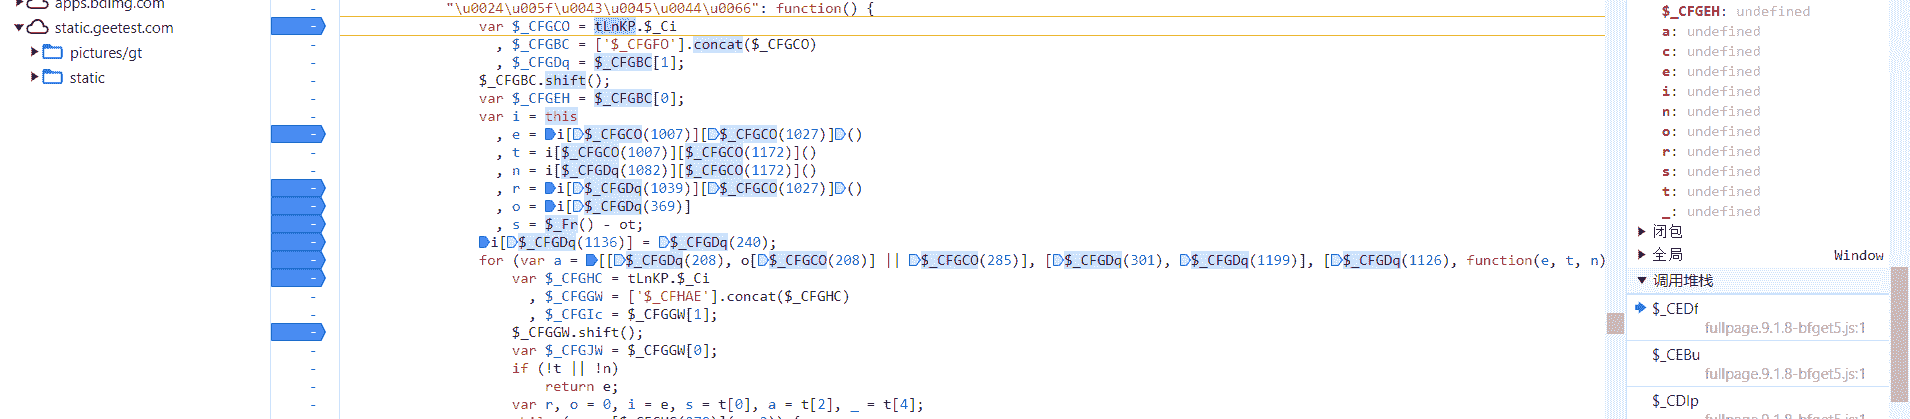 apps.bdimg.com
static.geetest.com
pictures/gt
static
"\u0024\u005f\u0043\u0045\u0044\u0066": function() {
var $_CFGCO = tLnKP.$_Ci
, $_CFGBC = ['$_CFGFO'].concat($_CFGCO)
, $_CFGDq = $_CFGBC[1];
$_CFGBC.shift();
var $_CFGEH = $_CFGBC[0];
var i = this
, e = i[$_CFGCO(1007)][$_CFGCO(1027)]()
, t = i[$_CFGCO(1007)][$_CFGCO(1172)]()
, n = i[$_CFGDq(1082)][$_CFGCO(1172)]()
, r = i[$_CFGDq(1039)][$_CFGCO(1027)]()
, o = i[$_CFGDq(369)]
, s = $_Fr() - ot;
i[$_CFGDq(1136)] = $_CFGDq(240);
for (var a = [[$_CFGDq(208), o[$_CFGCO(208)] || $_CFGCO(285)], [$_CFGDq(301), $_CFGDq(1199)], [$_CFGDq(1126), function(e, t, n)
var $_CFGHC = tLnKP.$_Ci
, $_CFGGW = ['$_CFHAE'].concat($_CFGHC)
, $_CFGIc = $_CFGGW[1];
$_CFGGW.shift();
var $_CFGJW = $_CFGGW[0];
if (!t || !n)
return e;
var r, o = 0, i = e, s = t[0], a = t[2], _ = t[4];
$_CFGEH: undefined
a: undefined
c: undefined
e: undefined
i: undefined
n: undefined
o: undefined
r: undefined
s: undefined
t: undefined
_: undefined
闭包
全局 Window
调用堆栈
$_CEDf
fullpage.9.1.8-bfget5.js:1
$_CEBu
fullpage.9.1.8-bfget5.js:1
$_CDIp